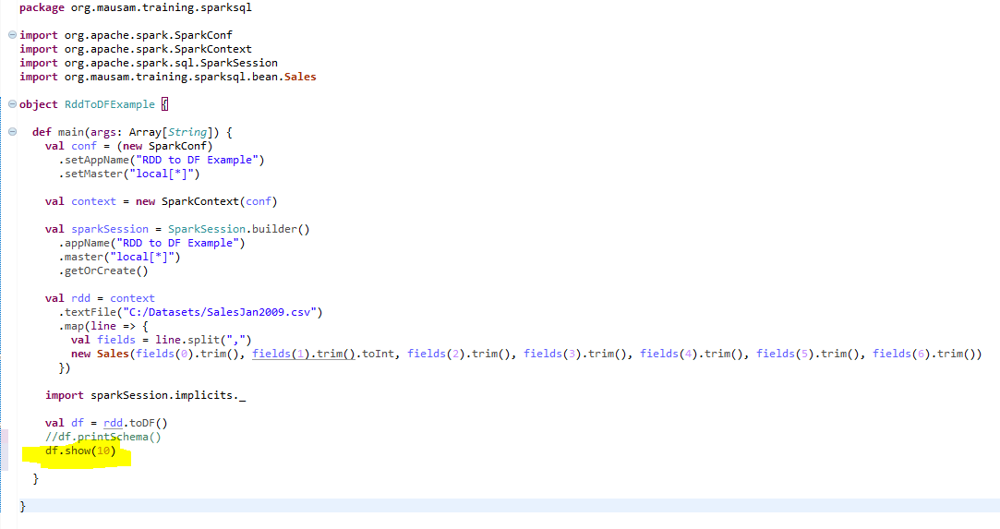 package org.mausam.training.sparksql
import org.apache.spark.SparkConf
import org.apache.spark.SparkContext
import org.apache.spark.sql.SparkSession
import org.mausam.training.sparksql.bean.Sales
object RddToDFExample {
def main(args: Array[String]) {
val conf = (new SparkConf)
.setAppName("RDD to DF Example")
.setMaster("local[*]")
val context = new SparkContext(conf)
val sparkSession = SparkSession.builder()
.appName("RDD to DF Example")
.master("local[*]")
.getOrCreate()
val rdd = context
.textFile("C:/Datasets/SalesJan2009.csv")
.map(line => {
val fields = line.split(",")
new Sales(fields(0).trim(), fields(1).trim().toInt, fields(2).trim(), fields(3).trim(), fields(4).trim(), fields(5).trim(), fields(6).trim())
})
import sparkSession.implicits._
val df = rdd.toDF()
//df.printSchema()
df.show(10)
}
}